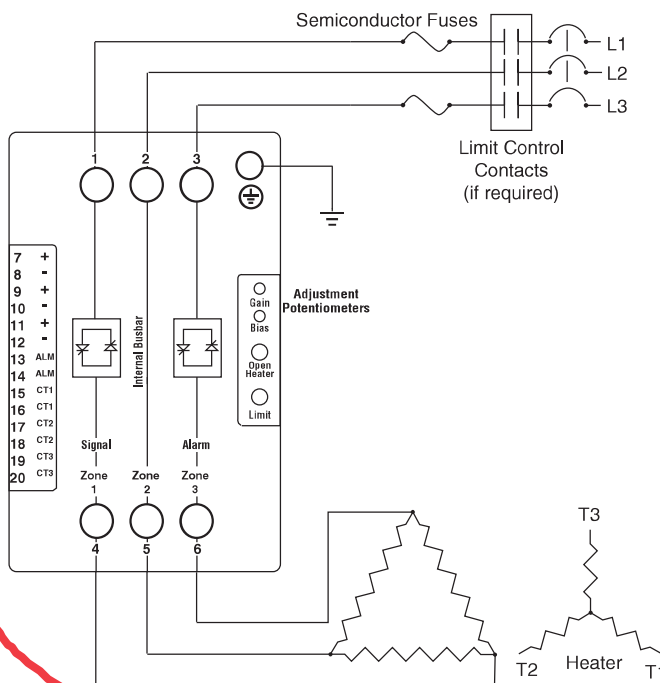 Semiconductor Fuses
L1
L2
L3
Limit Control
Contacts
(if required)
1 2 3
7 +
8 -
9 +
10 -
11 +
12 -
13 ALM
14 ALM
15 CT1
16 CT1
17 CT2
18 CT2
19 CT3
20 CT3
Internal Busbar
Gain
Bias
Open
Heater
Limit
Adjustment
Potentiometers
Signal
Alarm
Zone
1
Zone
2
Zone
3
4 5 6
T3
T2
Heater
T1